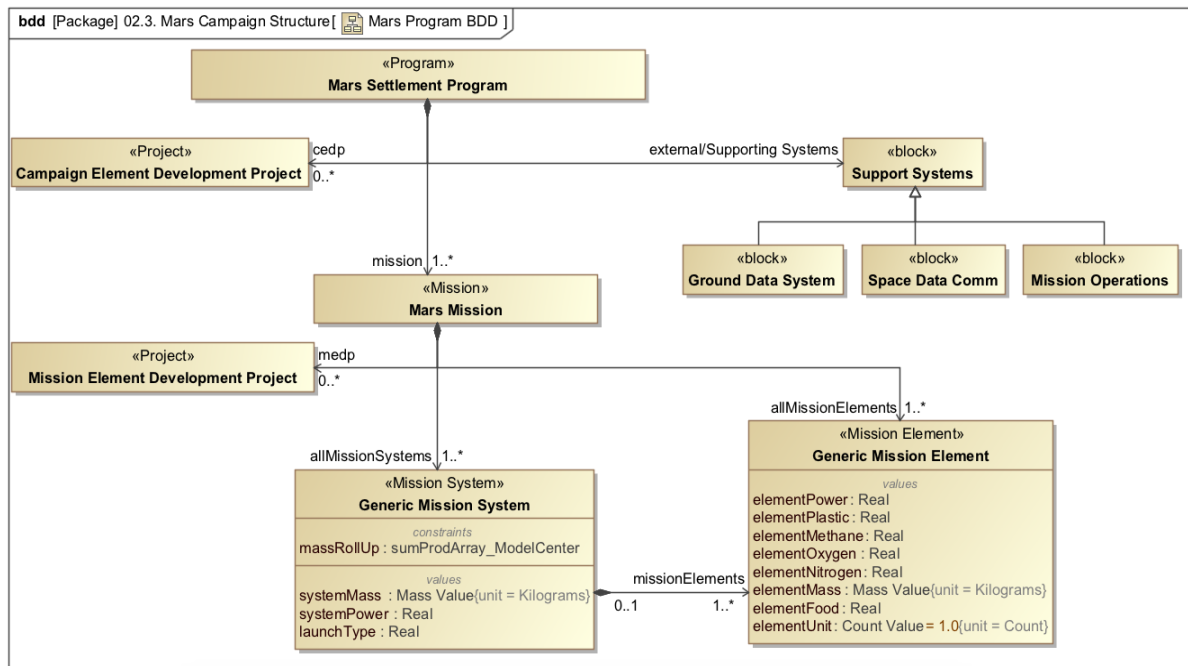 bdd [Package] 02.3. Mars Campaign Structure[ Mars Program BDD ]
«Program»
Mars Settlement Program
«Project»
Campaign Element Development Project
cedp
0..*
external/Supporting Systems
«block»
Support Systems
«block»
Ground Data System
«block»
Space Data Comm
«block»
Mission Operations
mission 1..*
«Mission»
Mars Mission
«Project»
Mission Element Development Project
medp
0..*
allMissionElements 1..*
«Mission Element»
Generic Mission Element
values
elementPower : Real
elementPlastic : Real
elementMethane : Real
elementOxygen : Real
elementNitrogen : Real
elementMass : Mass Value{unit = Kilograms}
elementFood : Real
elementUnit : Count Value = 1.0{unit = Count}
allMissionSystems 1..*
«Mission System»
Generic Mission System
constraints
massRollUp : sumProdArray_ModelCenter
values
systemMass : Mass Value{unit = Kilograms}
systemPower : Real
launchType : Real
missionElements
0..1
1..*